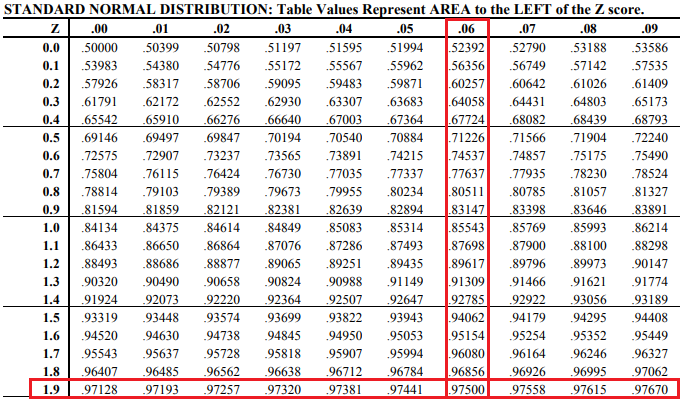 STANDARD NORMAL DISTRIBUTION: Table Values Represent AREA to the LEFT of the Z score.
Z .00 .01 .02 .03 .04 .05 .06 .07 .08 .09
0.0 .50000 .50399 .50798 .51197 .51595 .51994 .52392 .52790 .53188 .53586
0.1 .53983 .54380 .54776 .55172 .55567 .55962 .56356 .56749 .57142 .57535
0.2 .57926 .58317 .58706 .59095 .59483 .59871 .60257 .60642 .61026 .61409
0.3 .61791 .62172 .62552 .62930 .63307 .63683 .64058 .64431 .64803 .65173
0.4 .65542 .65910 .66276 .66640 .67003 .67364 .67724 .68082 .68439 .68793
0.5 .69146 .69497 .69847 .70194 .70540 .70884 .71226 .71566 .71904 .72240
0.6 .72575 .72907 .73237 .73565 .73891 .74215 .74537 .74857 .75175 .75490
0.7 .75804 .76115 .76424 .76730 .77035 .77337 .77637 .77935 .78230 .78524
0.8 .78814 .79103 .79389 .79673 .79955 .80234 .80511 .80785 .81057 .81327
0.9 .81594 .81859 .82121 .82381 .82639 .82894 .83147 .83398 .83646 .83891
1.0 .84134 .84375 .84614 .84849 .85083 .85314 .85543 .85769 .85993 .86214
1.1 .86433 .86650 .86864 .87076 .87286 .87493 .87698 .87900 .88100 .88298
1.2 .88493 .88686 .88877 .89065 .89251 .89435 .89617 .89796 .89973 .90147
1.3 .90320 .90490 .90658 .90824 .90988 .91149 .91309 .91466 .91621 .91774
1.4 .91924 .92073 .92220 .92364 .92507 .92647 .92785 .92922 .93056 .93189
1.5 .93319 .93448 .93574 .93699 .93822 .93943 .94062 .94179 .94295 .94408
1.6 .94520 .94630 .94738 .94845 .94950 .95053 .95154 .95254 .95352 .95449
1.7 .95543 .95637 .95728 .95818 .95907 .95994 .96080 .96164 .96246 .96327
1.8 .96407 .96485 .96562 .96638 .96712 .96784 .96856 .96926 .96995 .97062
1.9 .97128 .97193 .97257 .97320 .97381 .97441 .97500 .97558 .97615 .97670